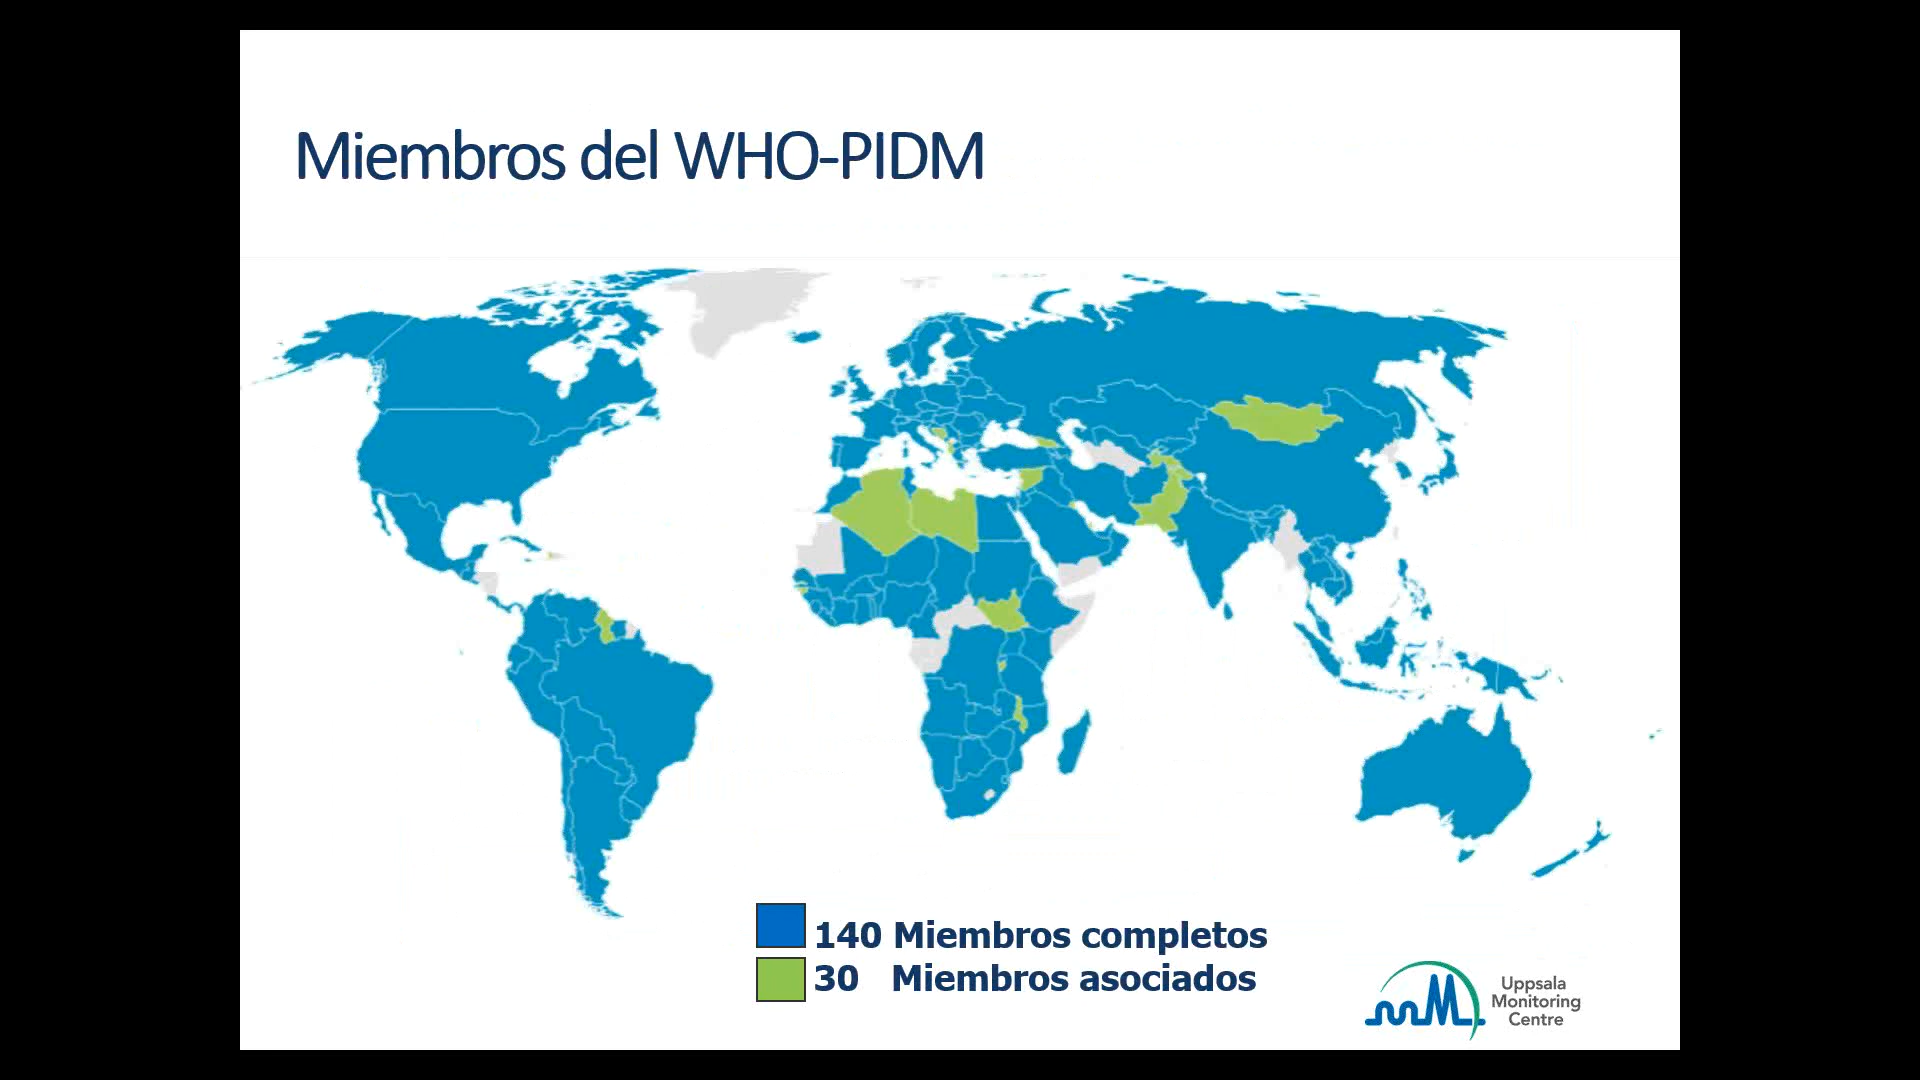 Miembros del WHO-PIDM
140 Miembros completos
30 Miembros asociados
Uppsala
Monitoring
Centre